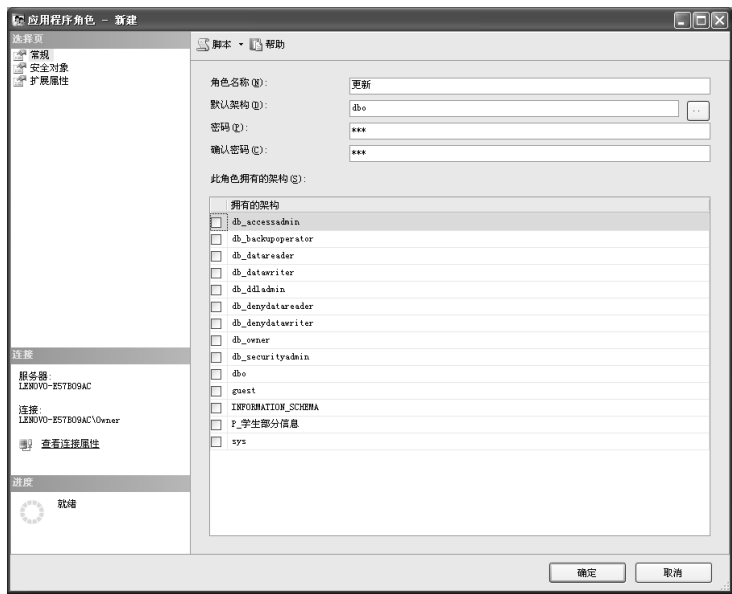 应用程序角色 - 新建
选择页
常规
安全对象
扩展属性
脚本
帮助
角色名称(N):
更新
默认架构(D):
dbo
..
密码(P):
***
确认密码(C):
***
此角色拥有的架构(S):
拥有的架构
db_accessadmin
db_backupoperator
db_datareader
db_datawriter
db_ddladmin
db_denydatareader
db_denydatawriter
db_owner
db_securityadmin
dbo
guest
INFORMATION_SCHEMA
P_学生部分信息
sys
连接
服务器:
LENOVO-E57B09AC
连接:
LENOVO-E57B09AC\Owner
查看连接属性
进度
就绪
确定
取消